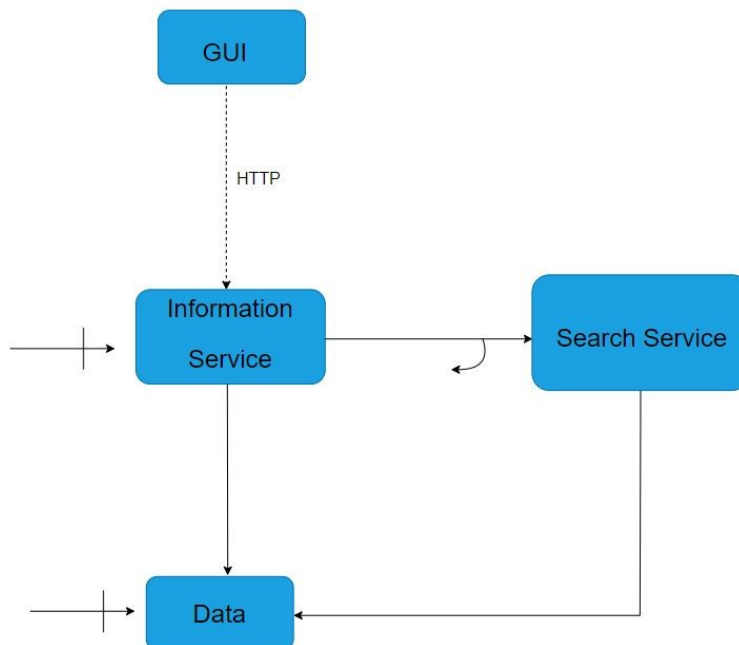 GUI
HTTP
Information
Service
Search Service
Data